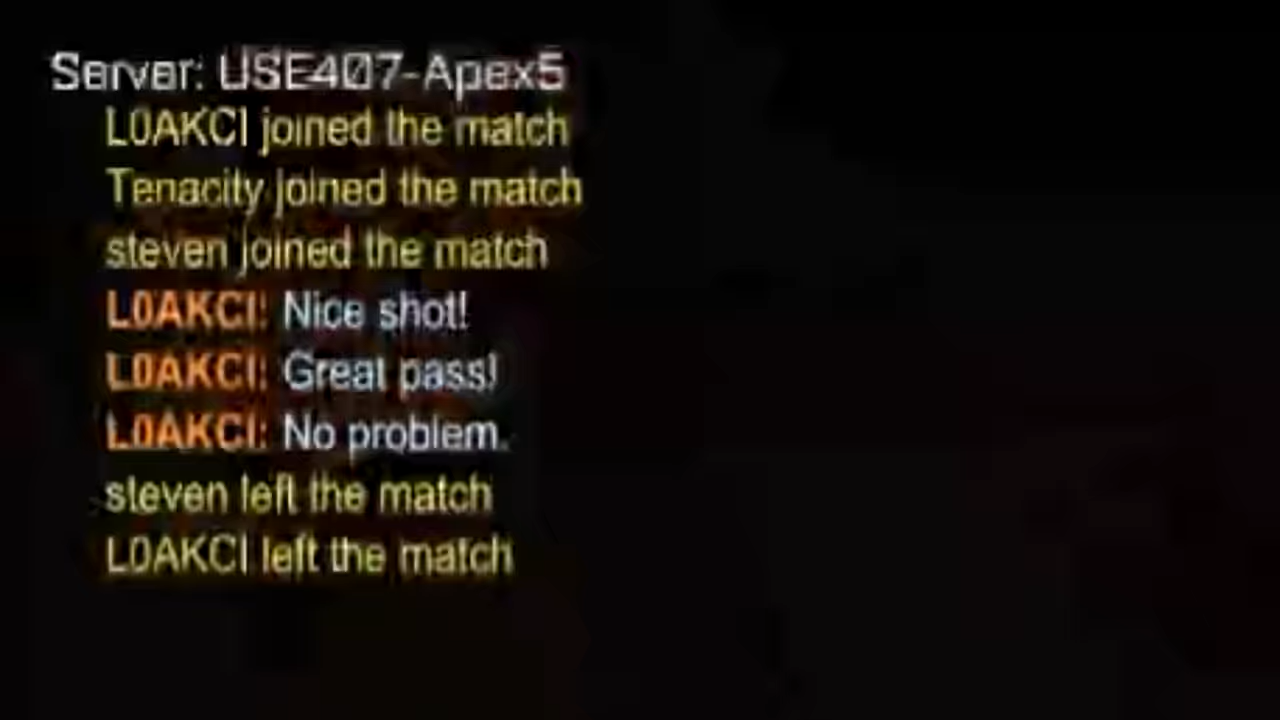 Server: USE407-Apex5
L0AKCI joined the match
Tenacity joined the match
steven joined the match
L0AKCI: Nice shot!
L0AKCI: Great pass!
L0AKCI: No problem.
steven left the match
L0AKCI left the match